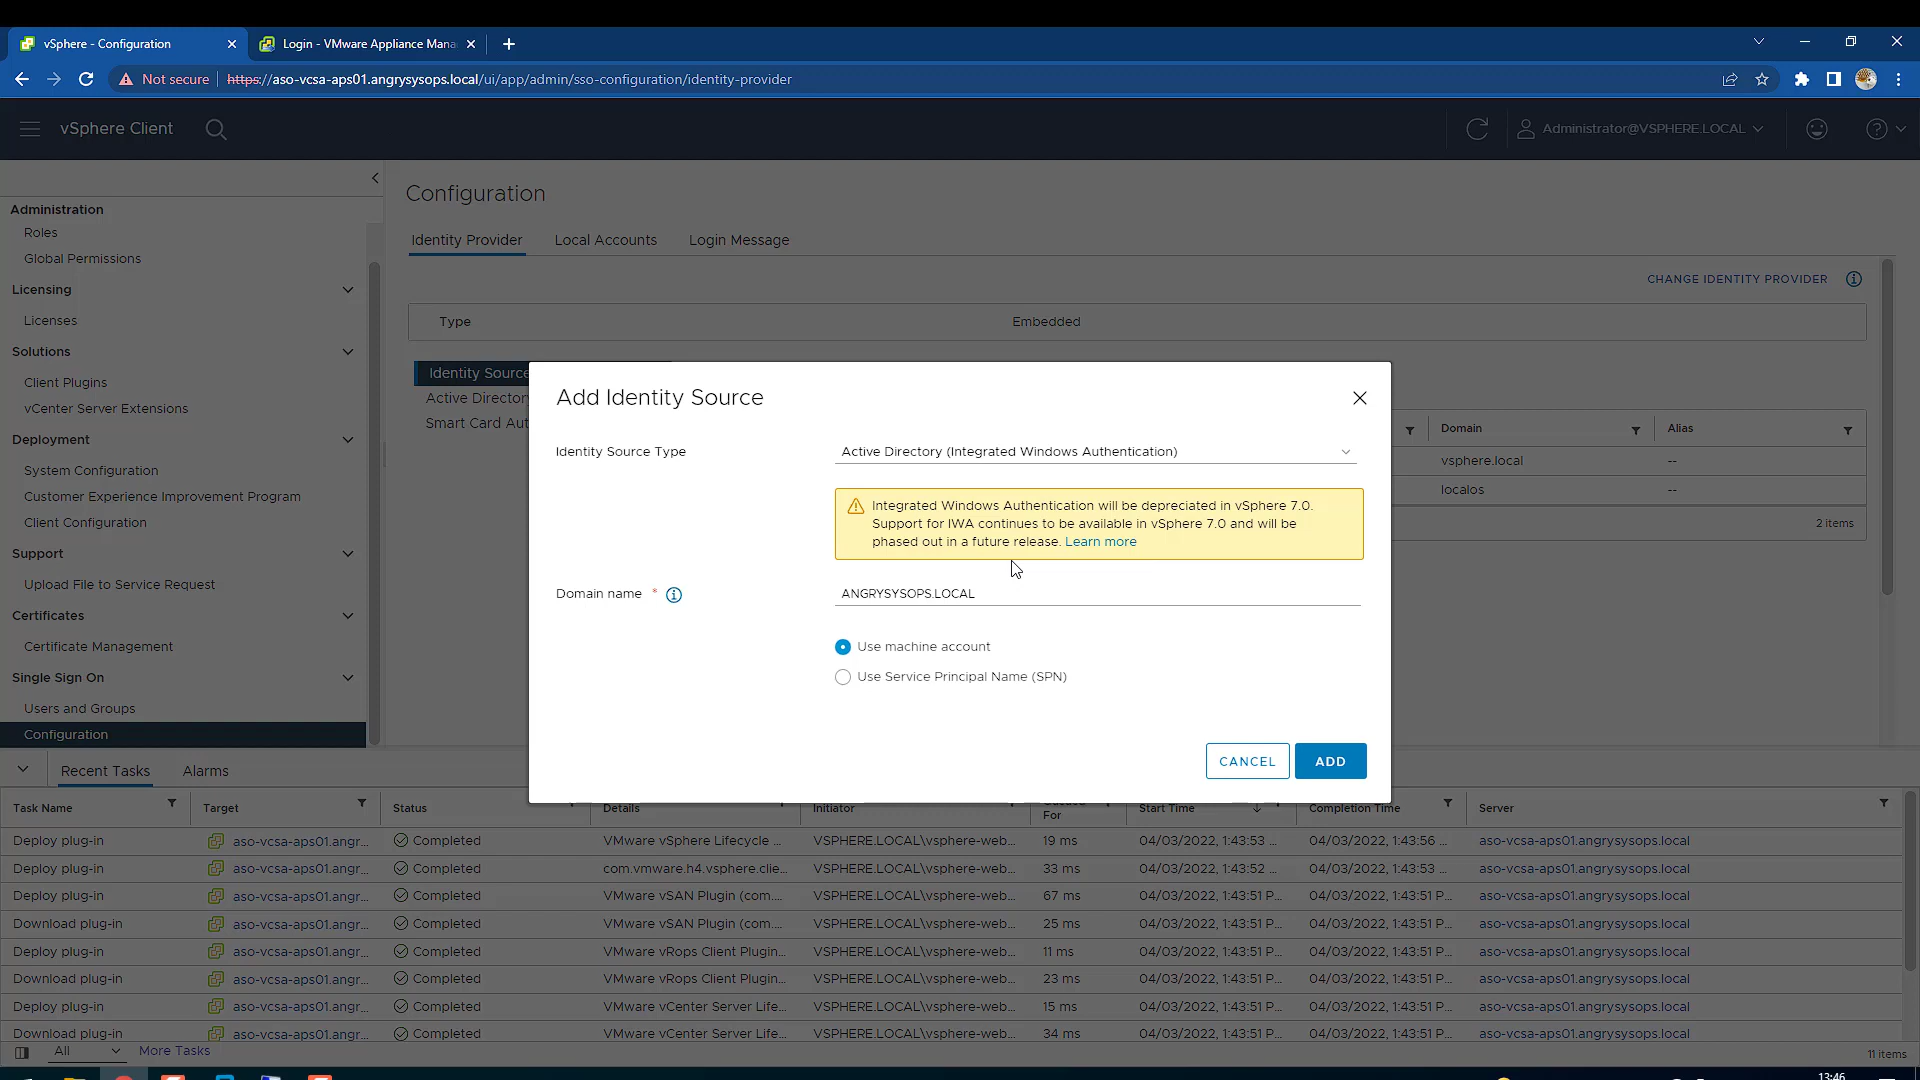 vSphere - Configuration
Login - VMware Appliance Mana
Not secure
https://aso-vcsa-aps01.angrysysops.local/ui/app/admin/sso-configuration/identity-provider
vSphere Client
Administrator@VSPHERE.LOCAL
Administration
Roles
Global Permissions
Licensing
Licenses
Solutions
Client Plugins
vCenter Server Extensions
Deployment
System Configuration
Customer Experience Improvement Program
Client Configuration
Support
Upload File to Service Request
Certificates
Certificate Management
Single Sign On
Users and Groups
Configuration
Configuration
Identity Provider Local Accounts Login Message
CHANGE IDENTITY PROVIDER
Type Embedded
Identity Source
Active Directory
Smart Card Aut
Domain Alias
vsphere.local --
localos --
2 items
Add Identity Source
Identity Source Type Active Directory (Integrated Windows Authentication)
Integrated Windows Authentication will be depreciated in vSphere 7.0.
Support for IWA continues to be available in vSphere 7.0 and will be
phased out in a future release. Learn more
Domain name * ANGRYSYSOPS.LOCAL
Use machine account
Use Service Principal Name (SPN)
CANCEL ADD
Recent Tasks Alarms
Task Name Target Status Details Initiator Queued For Start Time Completion Time Server
Deploy plug-in aso-vcsa-aps01.angr... Completed VMware vSphere Lifecycle ... VSPHERE.LOCAL\vsphere-web... 19 ms 04/03/2022, 1:43:53 ... 04/03/2022, 1:43:56 ... aso-vcsa-aps01.angrysysops.local
Deploy plug-in aso-vcsa-aps01.angr... Completed com.vmware.h4.vsphere.clie... VSPHERE.LOCAL\vsphere-web... 33 ms 04/03/2022, 1:43:52 ... 04/03/2022, 1:43:53 ... aso-vcsa-aps01.angrysysops.local
Deploy plug-in aso-vcsa-aps01.angr... Completed VMware vSAN Plugin (com.... VSPHERE.LOCAL\vsphere-web... 67 ms 04/03/2022, 1:43:51 P... 04/03/2022, 1:43:51 P... aso-vcsa-aps01.angrysysops.local
Download plug-in aso-vcsa-aps01.angr... Completed VMware vSAN Plugin (com.... VSPHERE.LOCAL\vsphere-web... 25 ms 04/03/2022, 1:43:51 P... 04/03/2022, 1:43:51 P... aso-vcsa-aps01.angrysysops.local
Deploy plug-in aso-vcsa-aps01.angr... Completed VMware vRops Client Plugin... VSPHERE.LOCAL\vsphere-web... 11 ms 04/03/2022, 1:43:51 P... 04/03/2022, 1:43:51 P... aso-vcsa-aps01.angrysysops.local
Download plug-in aso-vcsa-aps01.angr... Completed VMware vRops Client Plugin... VSPHERE.LOCAL\vsphere-web... 23 ms 04/03/2022, 1:43:51 P... 04/03/2022, 1:43:51 P... aso-vcsa-aps01.angrysysops.local
Deploy plug-in aso-vcsa-aps01.angr... Completed VMware vCenter Server Life... VSPHERE.LOCAL\vsphere-web... 15 ms 04/03/2022, 1:43:51 P... 04/03/2022, 1:43:51 P... aso-vcsa-aps01.angrysysops.local
Download plug-in aso-vcsa-aps01.angr... Completed VMware vCenter Server Life... VSPHERE.LOCAL\vsphere-web... 34 ms 04/03/2022, 1:43:51 P... 04/03/2022, 1:43:51 P... aso-vcsa-aps01.angrysysops.local
All More Tasks
11 items
13:46